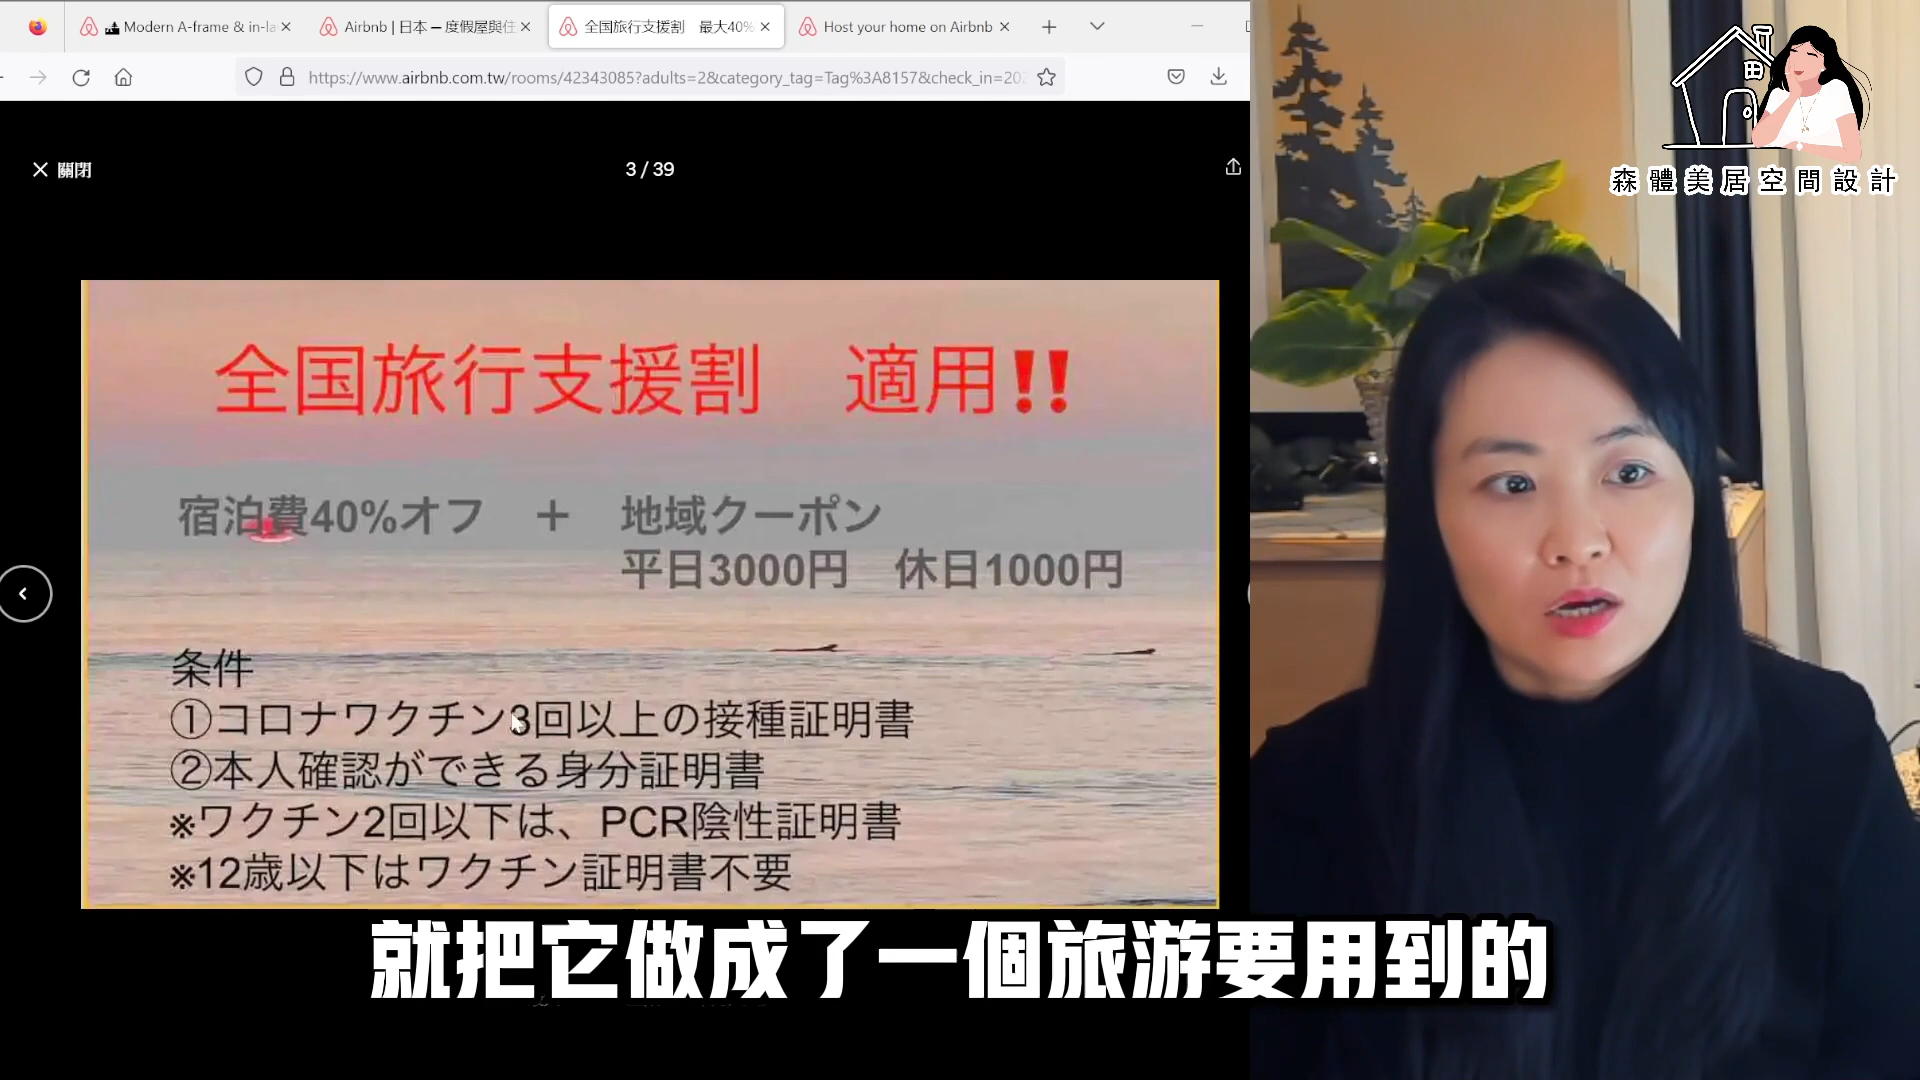 Modern A-frame & in-la
Airbnb | 日本 – 度假屋與住
全国旅行支援割　最大40%
Host your home on Airbnb
https://www.airbnb.com.tw/rooms/42343085?adults=2&category_tag=Tag%3A8157&check_in=202
關閉
3 / 39
全国旅行支援割　適用‼
宿泊費40%オフ　＋　地域クーポン
平日3000円　休日1000円
条件
①コロナワクチン3回以上の接種証明書
②本人確認ができる身分証明書
※ワクチン2回以下は、PCR陰性証明書
※12歳以下はワクチン証明書不要
森體美居空間設計
就把它做成了一個旅游要用到的